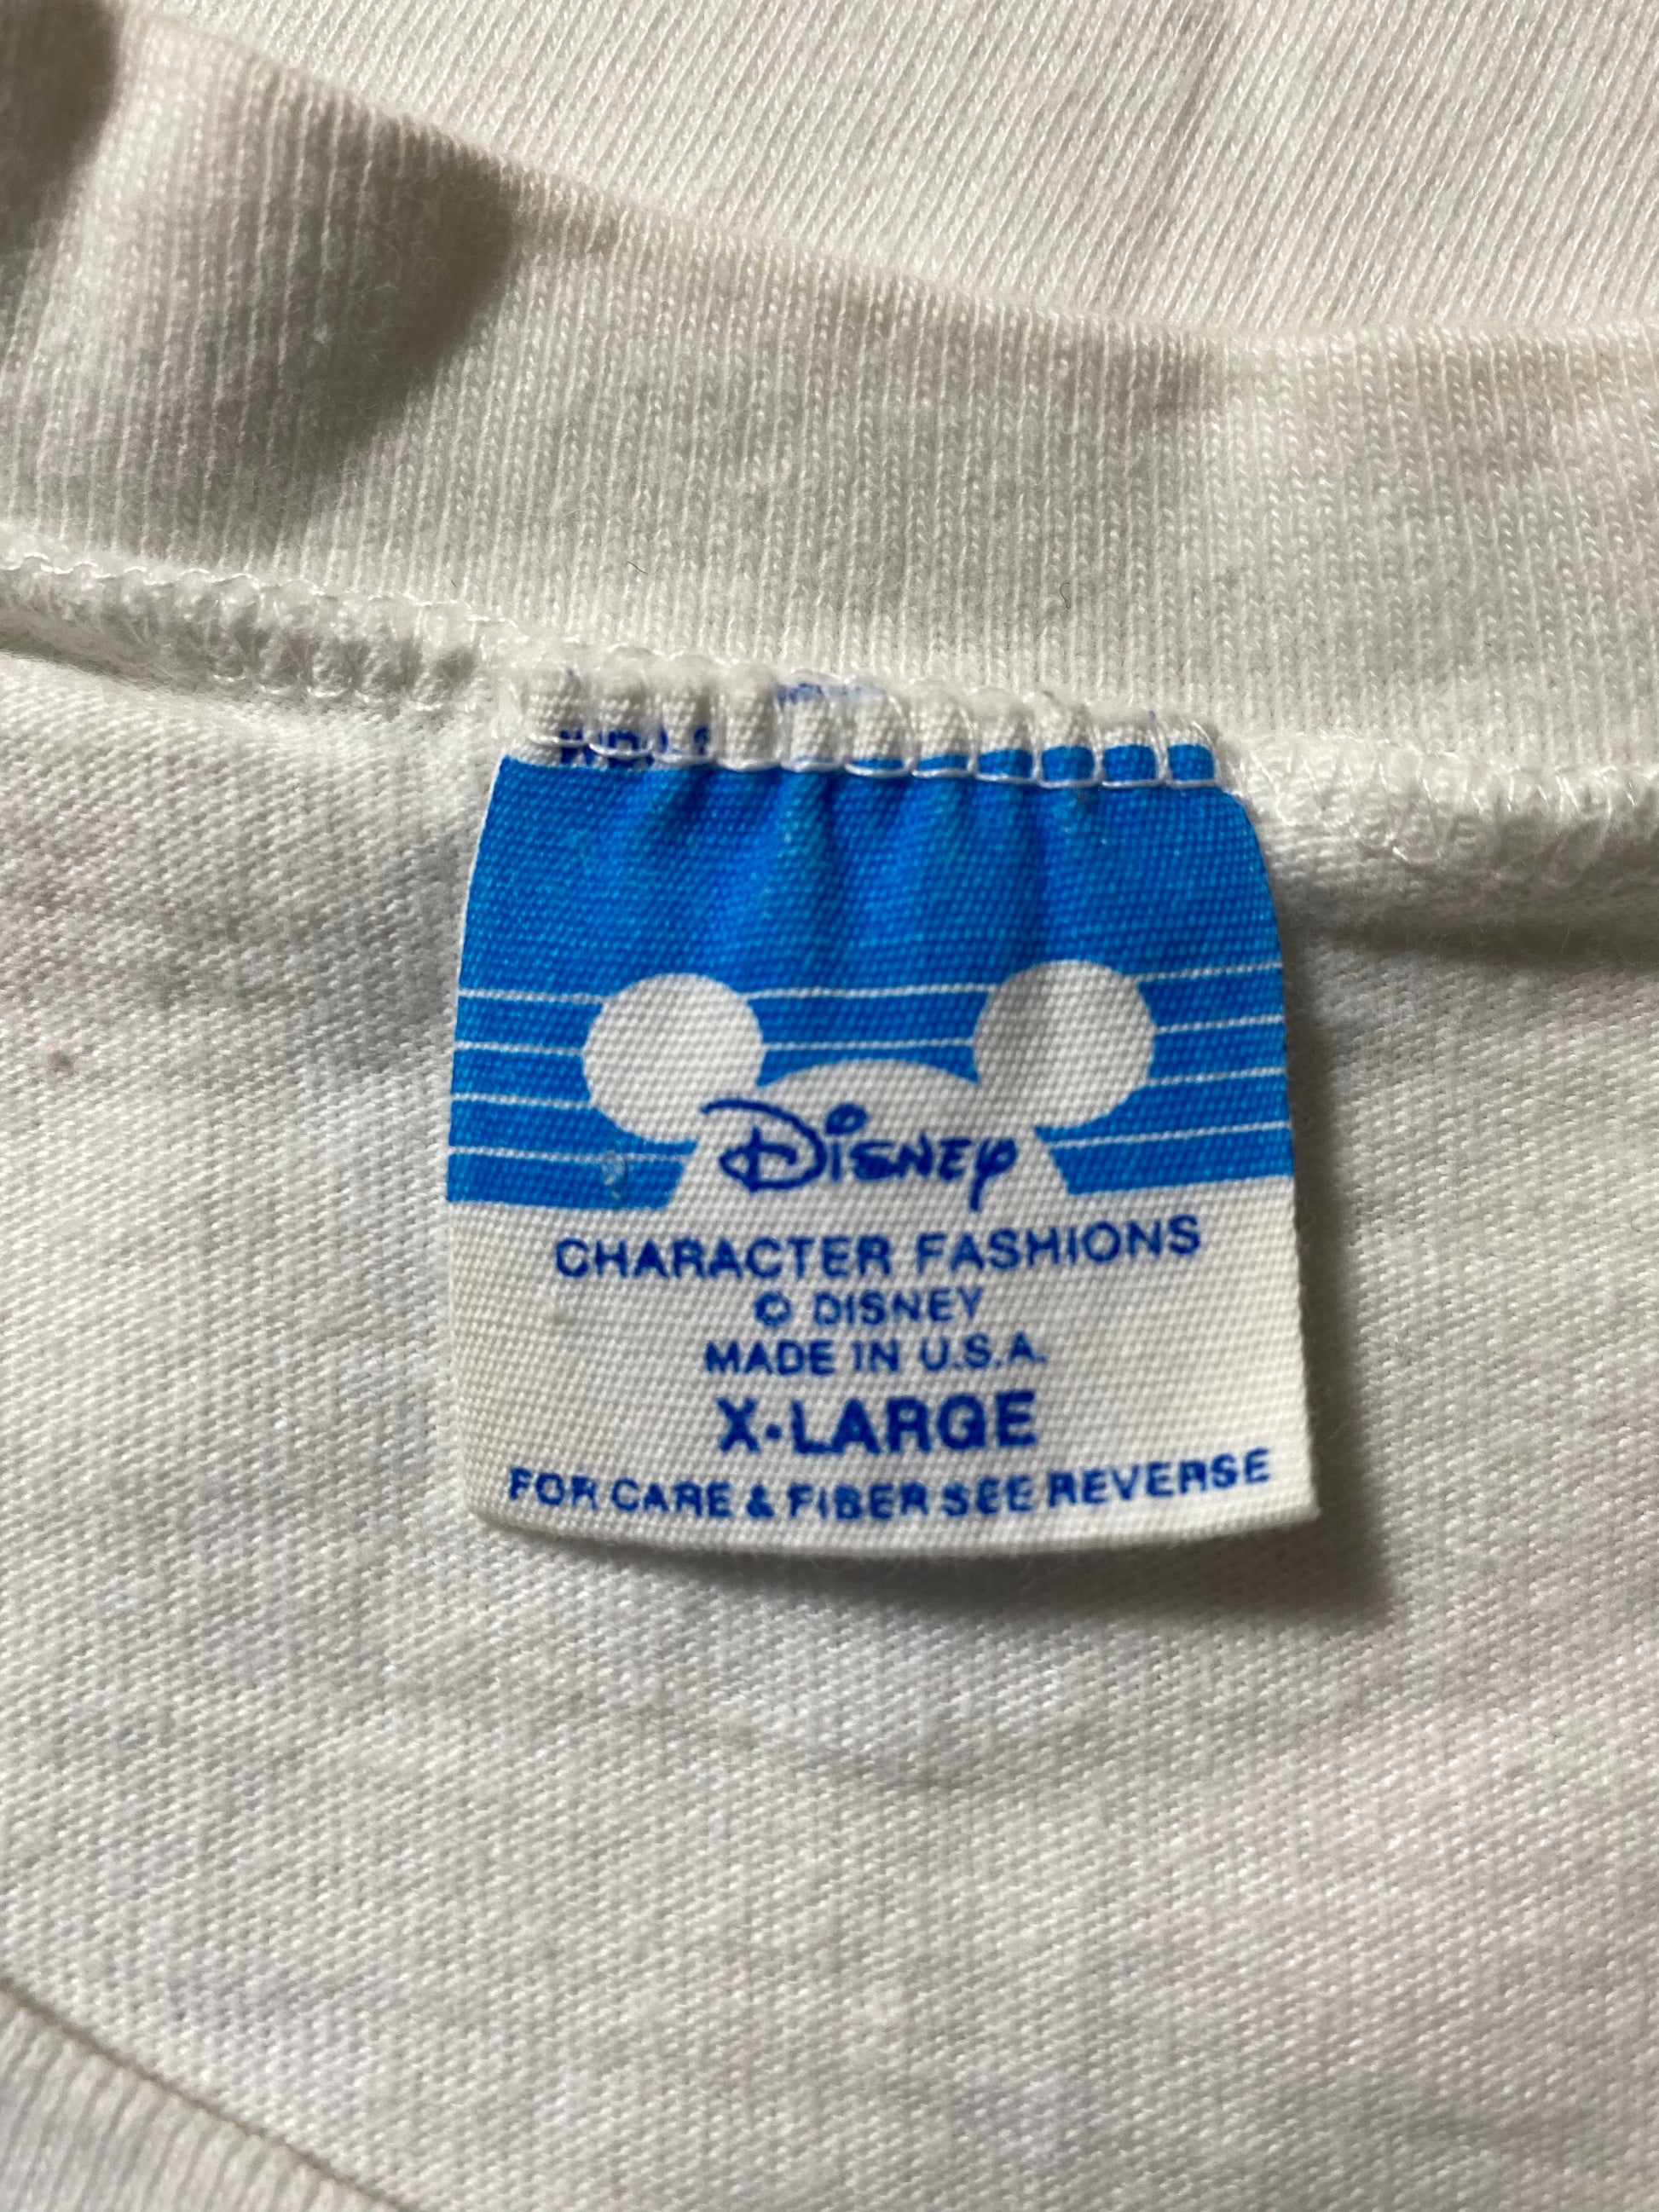 Disney
CHARACTER FASHIONS
© DISNEY
MADE IN U.S.A.
X-LARGE
FOR CARE & FIBER SEE REVERSE